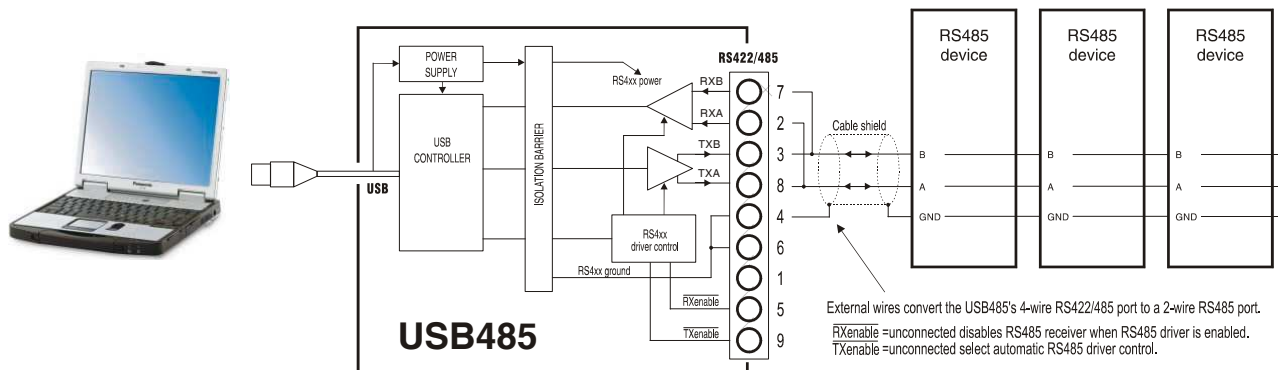 POWER
SUPPLY
USB
CONTROLLER
USB
ISOLATION BARRIER
RS4xx power
RS422/485
RXB
RXA
TXB
TXA
RS4xx
driver control
RS4xx ground
RXenable
TXenable
7
2
3
8
4
6
1
5
9
USB485
Cable shield
RS485
device
B
A
GND
RS485
device
B
A
GND
RS485
device
B
A
GND
External wires convert the USB485's 4-wire RS422/485 port to a 2-wire RS485 port.
RXenable =unconnected disables RS485 receiver when RS485 driver is enabled.
TXenable =unconnected select automatic RS485 driver control.
Panasonic